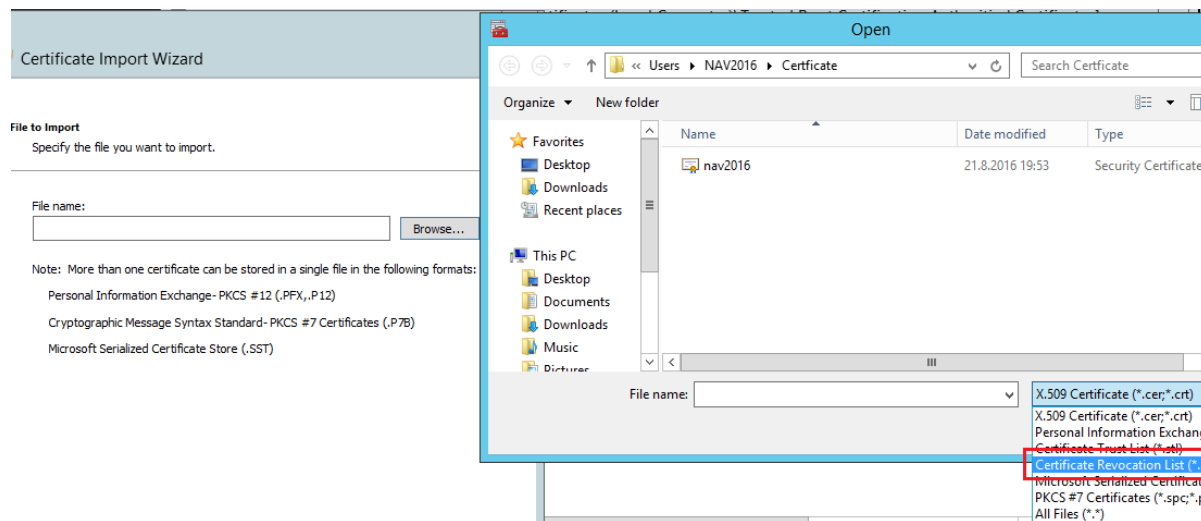 Open
Certificate Import Wizard
« Users ▸ NAV2016 ▸ Certficate
Search Certficate
Organize
New folder
File to Import
Specify the file you want to import.
File name:
Browse...
Note: More than one certificate can be stored in a single file in the following formats:
Personal Information Exchange- PKCS #12 (.PFX,.P12)
Cryptographic Message Syntax Standard- PKCS #7 Certificates (.P7B)
Microsoft Serialized Certificate Store (.SST)
Favorites
Desktop
Downloads
Recent places
This PC
Desktop
Documents
Downloads
Music
Pictures
Name
Date modified
Type
nav2016
21.8.2016 19:53
Security Certificate
File name:
X.509 Certificate (*.cer;*.crt)
X.509 Certificate (*.cer;*.crt)
Personal Information Exchan
Certificate Trust List (*.stl)
Certificate Revocation List (*.
Microsoft Serialized Certificat
PKCS #7 Certificates (*.spc;*.p
All Files (*.*)